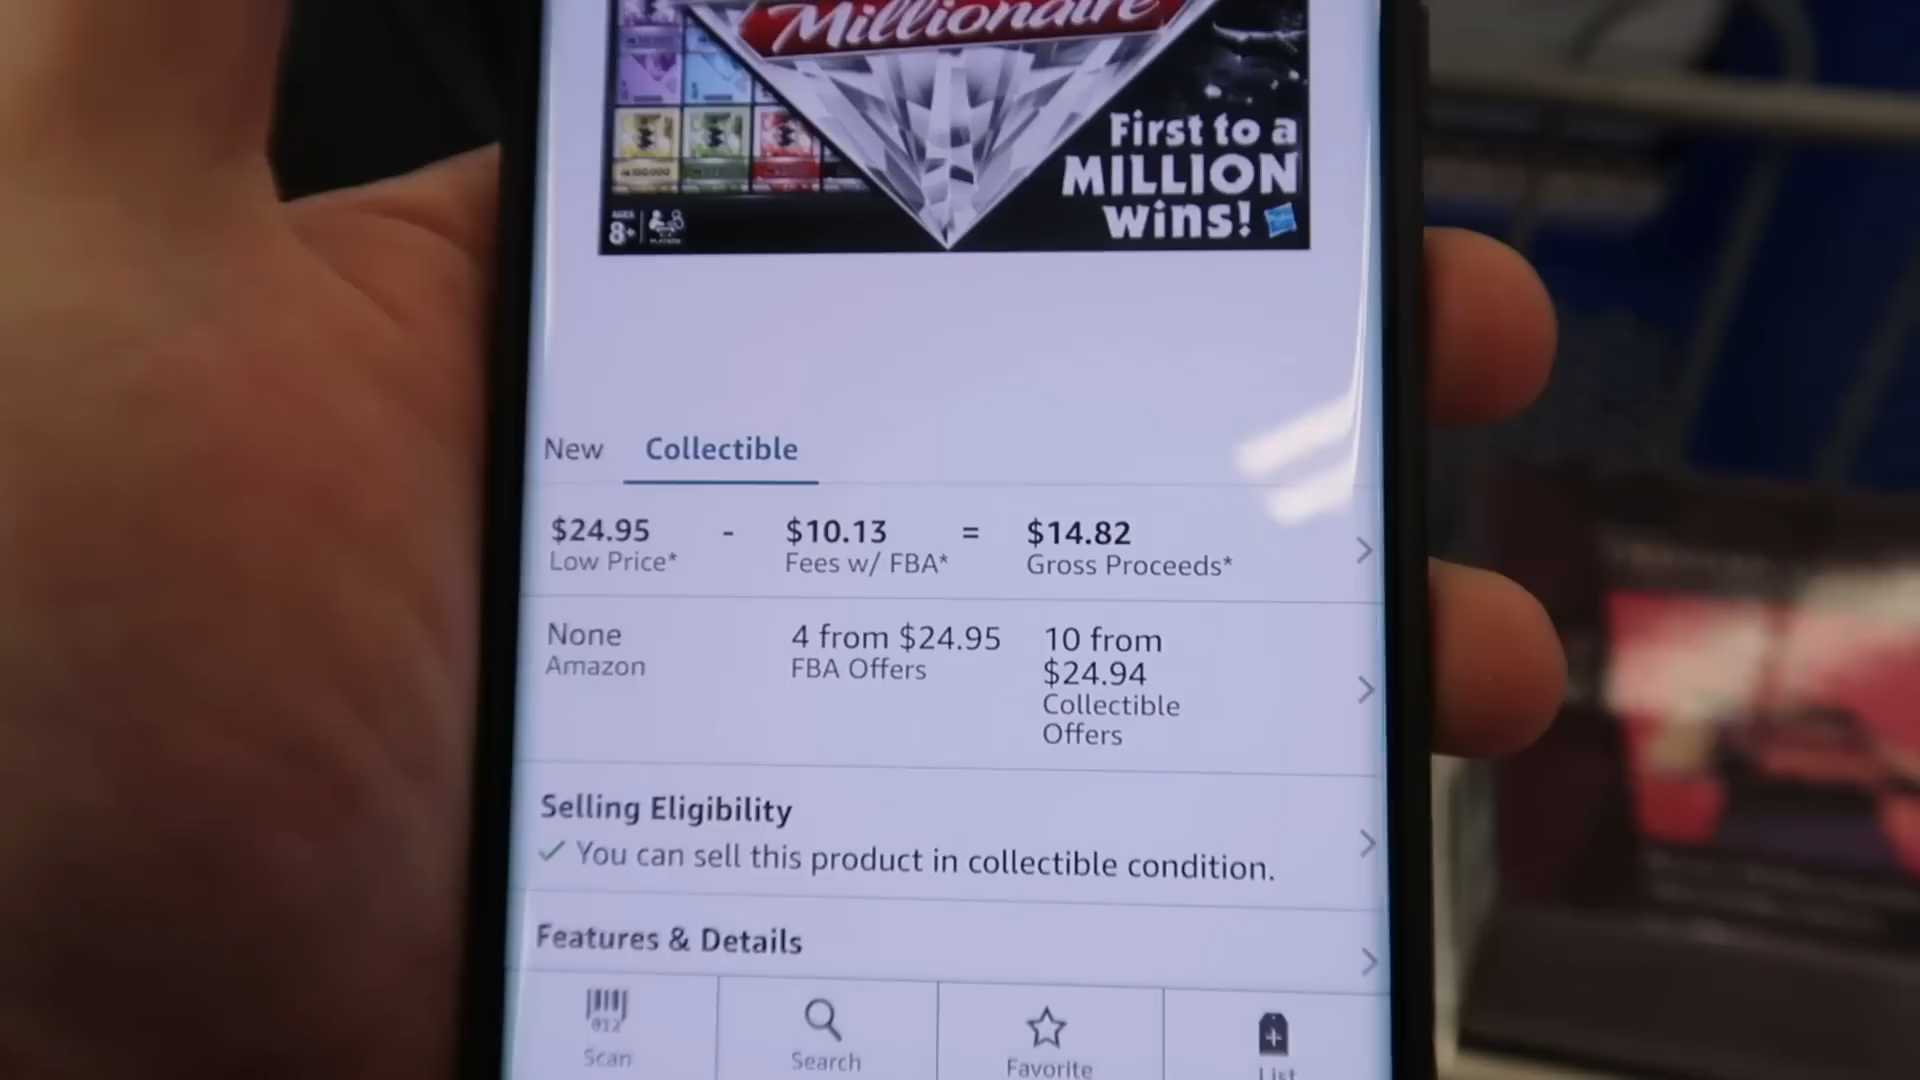 Millionaire
First to a
MILLION
wins!
AGES
8+
New
Collectible
$24.95 - $10.13 = $14.82
Low Price* Fees w/ FBA* Gross Proceeds*
None 4 from $24.95 10 from
Amazon FBA Offers $24.94
Collectible
Offers
Selling Eligibility
✓ You can sell this product in collectible condition.
Features & Details
Scan Search Favorite List